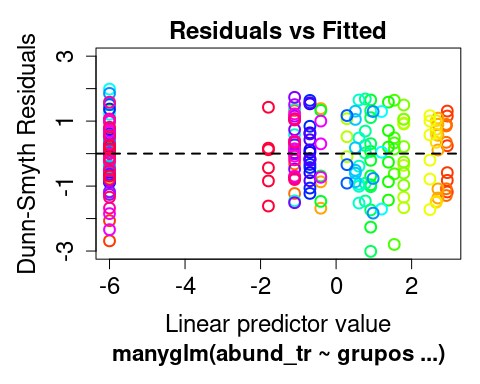 Residuals vs Fitted
Dunn-Smyth Residuals
3
1
-1
-3
-6 -4 -2 0 2
Linear predictor value
manyglm(abund_tr ~ grupos ...)